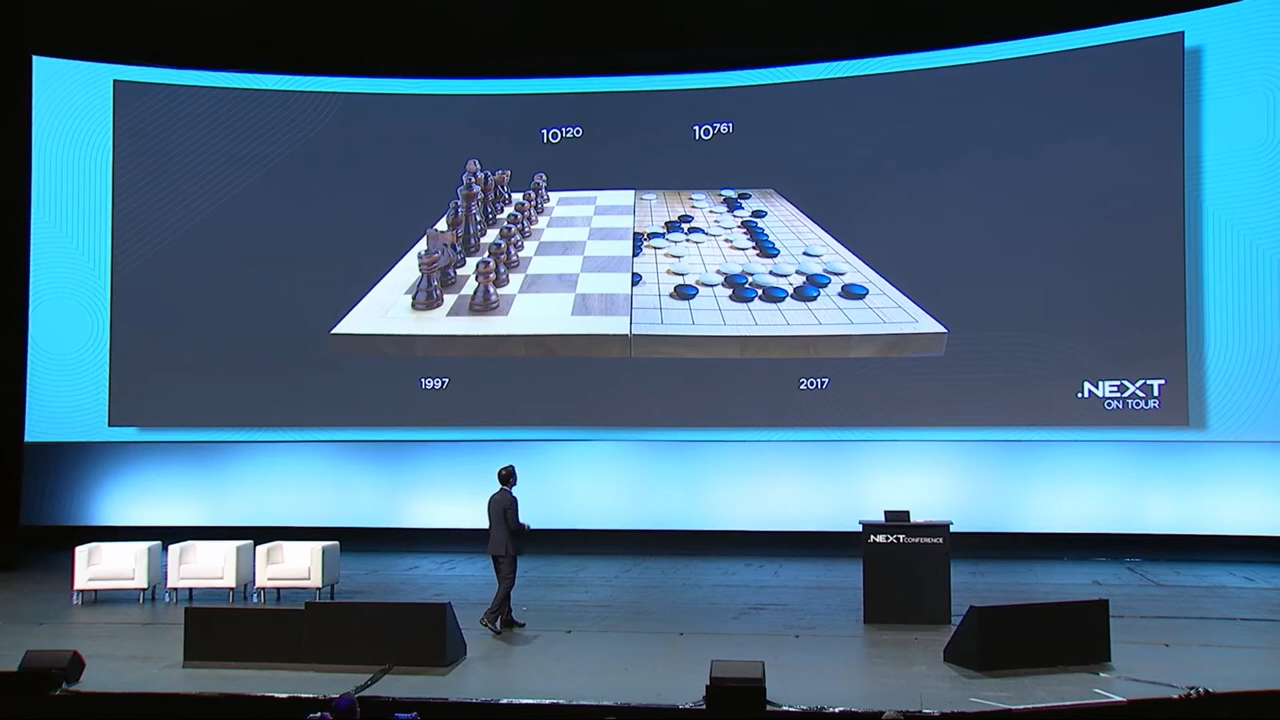 10¹²⁰ 10⁷⁶¹
1997 2017
.NEXT
ON TOUR
.NEXT CONFERENCE